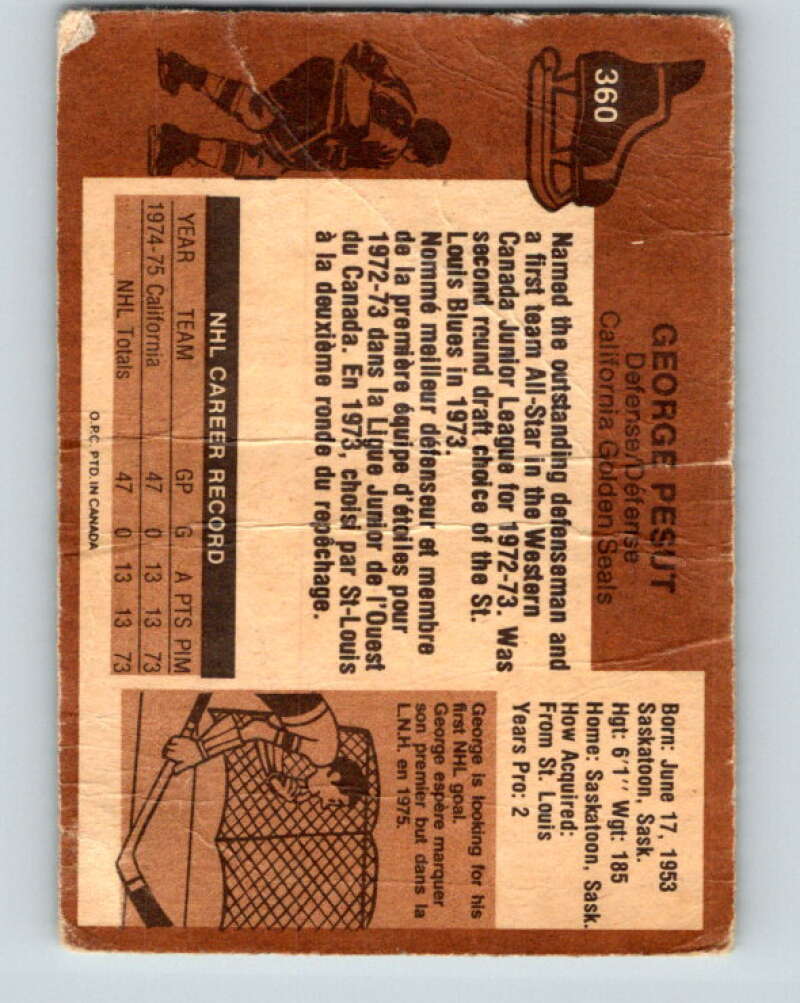 360
GEORGE PESUT
Defense/Défense
California Golden Seals
Named the outstanding defenseman and
a first team All-Star in the Western
Canada Junior League for 1972-73. Was
second round draft choice of the St.
Louis Blues in 1973.
Nommé meilleur défenseur et membre
de la première équipe d'étoiles pour
1972-73 dans la Ligue Junior de l'Ouest
du Canada. En 1973, choisi par St-Louis
à la deuxième ronde du repêchage.
NHL CAREER RECORD
YEAR TEAM GP G A PTS PIM
1974-75 California 47 0 13 13 73
NHL Totals 47 0 13 13 73
O.P.C. PTD. IN CANADA
Born: June 17, 1953
Saskatoon, Sask.
Hgt: 6'1'' Wgt: 185
Home: Saskatoon, Sask.
How Acquired:
From St. Louis
Years Pro: 2
George is looking for his
first NHL goal.
George espère marquer
son premier but dans la
L.N.H. en 1975.